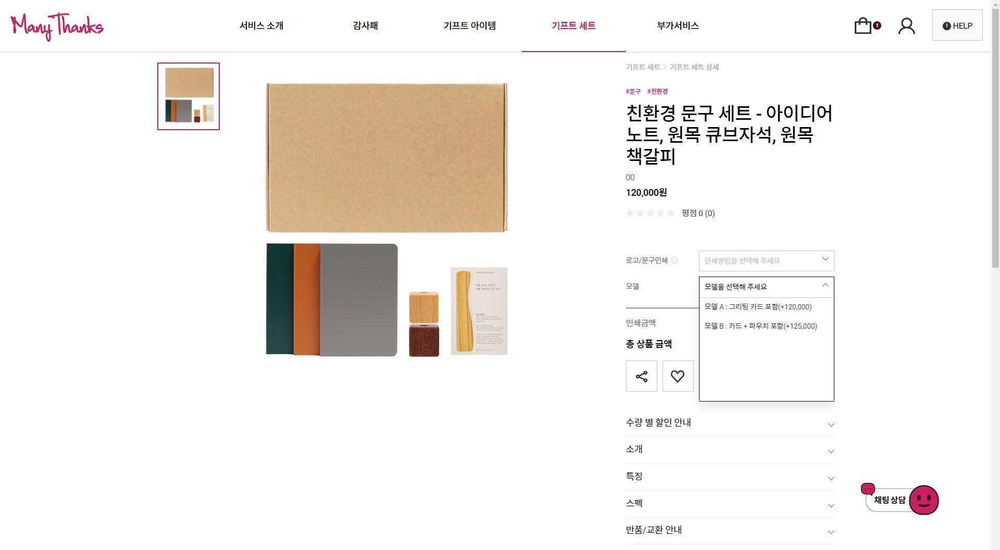 Many Thanks
서비스 소개
감사패
기프트 아이템
기프트 세트
부가서비스
1
HELP
기프트 세트 > 기프트 세트 상세
#문구 #친환경
친환경 문구 세트 - 아이디어
노트, 원목 큐브자석, 원목
책갈피
00
120,000원
평점 0 (0)
로고/문구인쇄
인쇄방법을 선택해 주세요
모델
모델을 선택해 주세요
모델 A : 그리팅 카드 포함(+120,000)
모델 B : 카드 + 파우치 포함(+125,000)
인쇄금액
총 상품 금액
수량 별 할인 안내
소개
특징
스펙
반품/교환 안내
채팅 상담